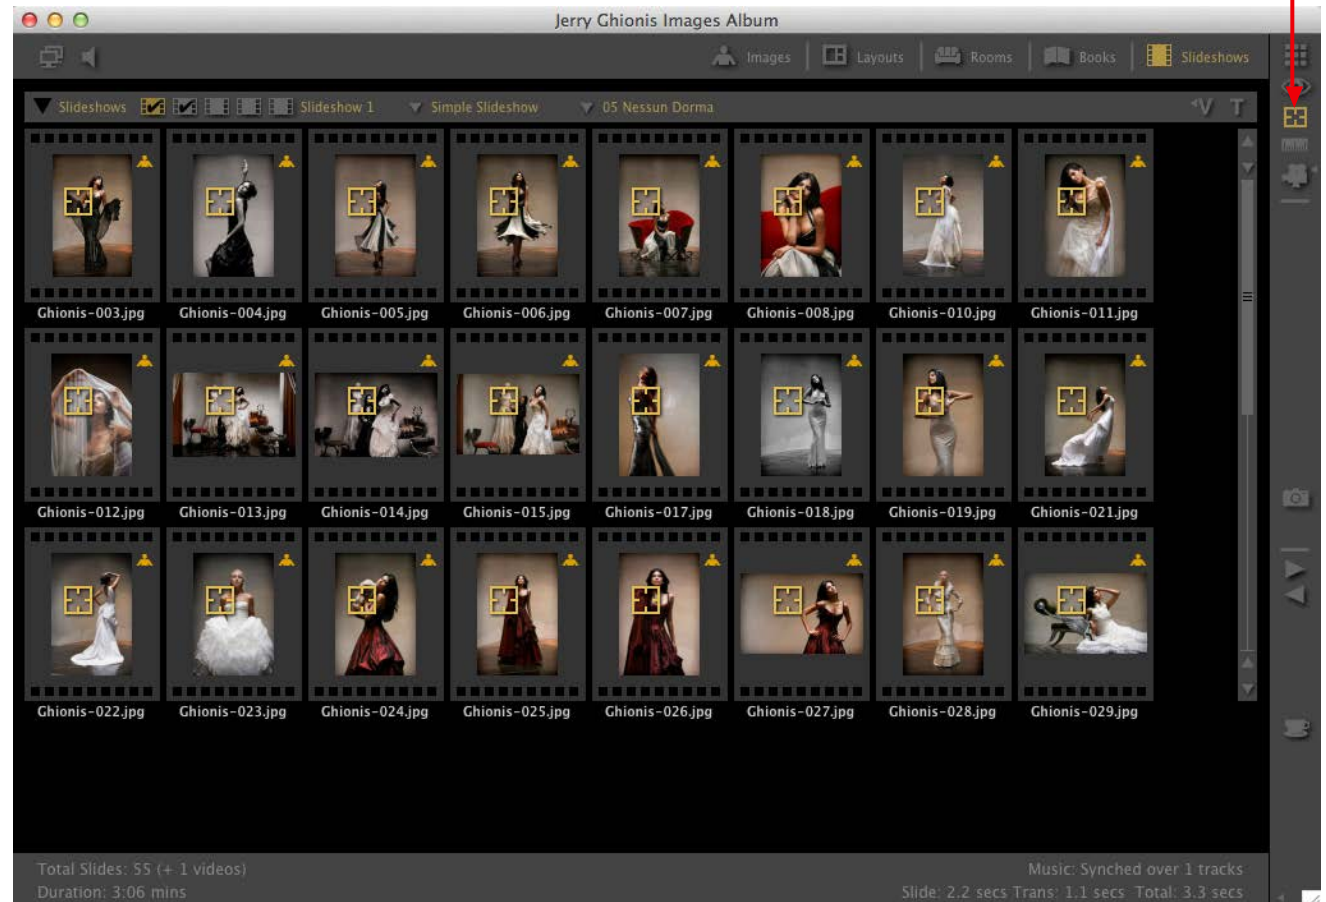 Jerry Ghionis Images Album
Images Layouts Rooms Books Slideshows
Slideshows Slideshow 1 Simple Slideshow 05 Nessun Dorma V T
Ghionis-003.jpg Ghionis-004.jpg Ghionis-005.jpg Ghionis-006.jpg Ghionis-007.jpg Ghionis-008.jpg Ghionis-010.jpg Ghionis-011.jpg
Ghionis-012.jpg Ghionis-013.jpg Ghionis-014.jpg Ghionis-015.jpg Ghionis-017.jpg Ghionis-018.jpg Ghionis-019.jpg Ghionis-021.jpg
Ghionis-022.jpg Ghionis-023.jpg Ghionis-024.jpg Ghionis-025.jpg Ghionis-026.jpg Ghionis-027.jpg Ghionis-028.jpg Ghionis-029.jpg
Total Slides: 55 (+ 1 videos) Music: Synched over 1 tracks
Duration: 3:06 mins Slide: 2.2 secs Trans: 1.1 secs Total: 3.3 secs